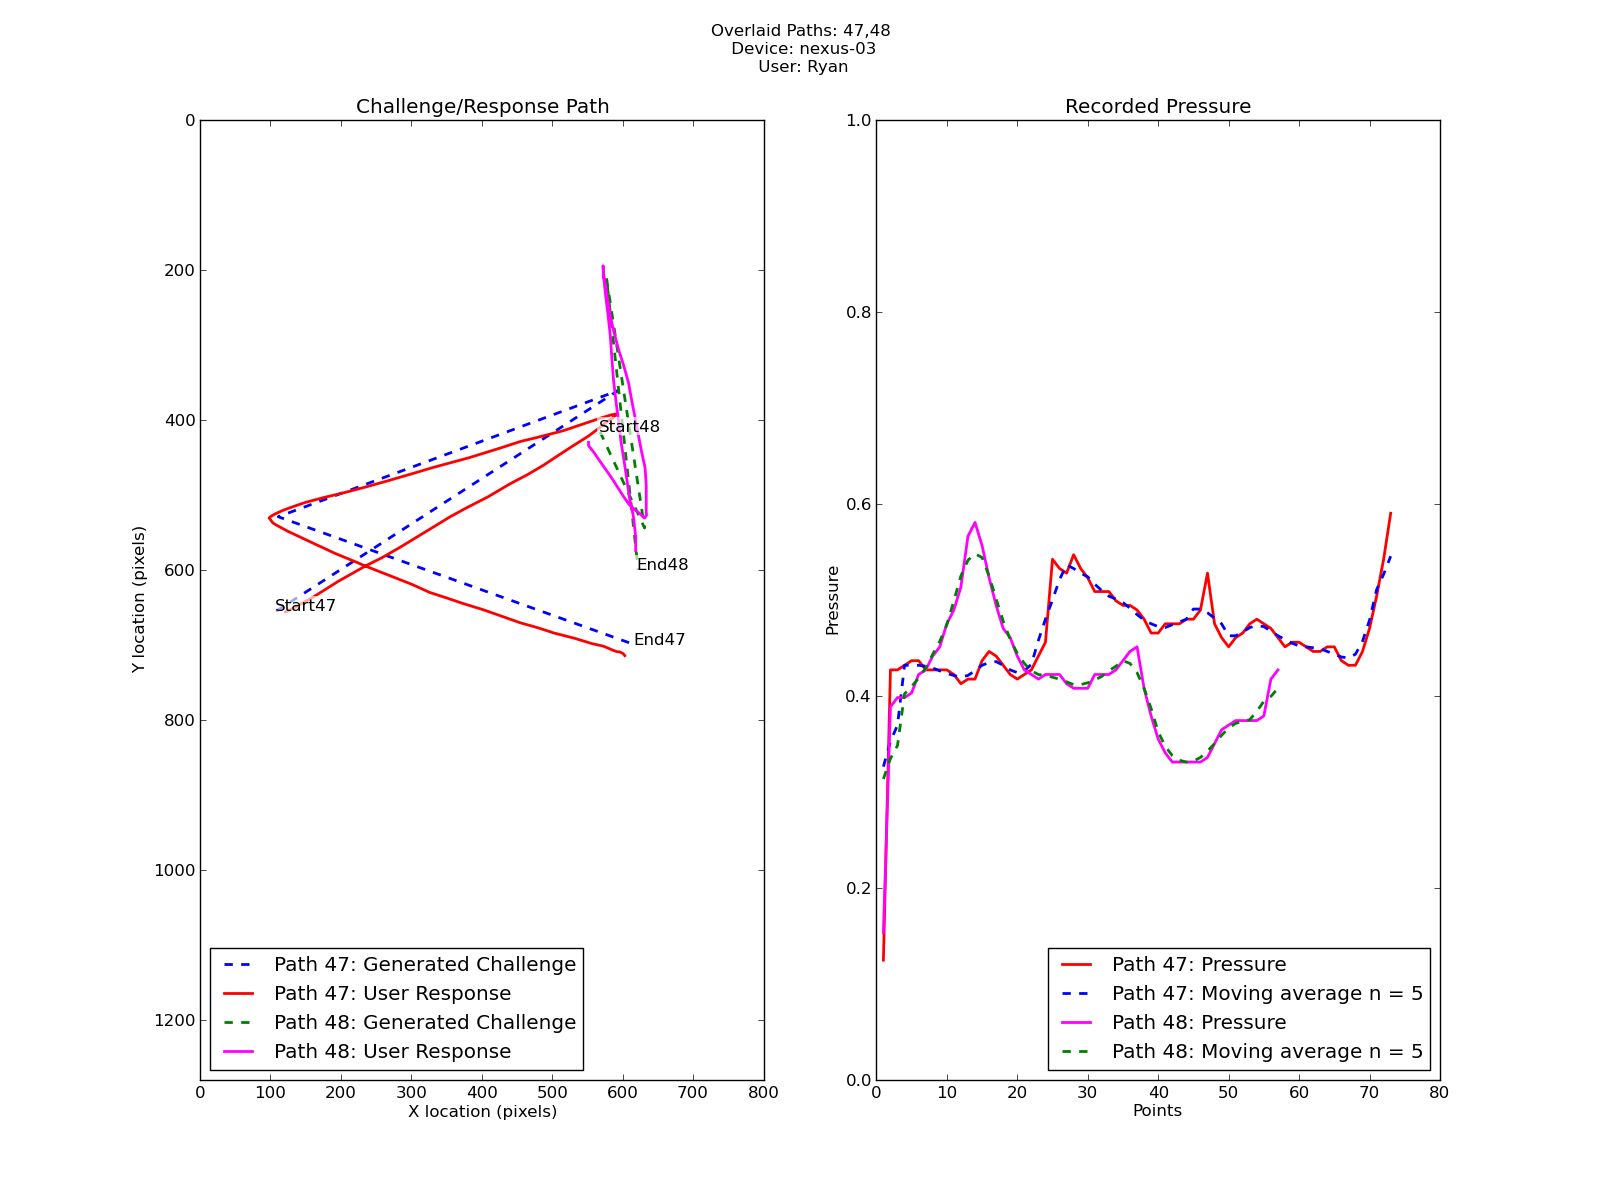 Overlaid Paths: 47,48
Device: nexus-03
User: Ryan
Challenge/Response Path
0
200
400
600
800
1000
1200
Y location (pixels)
Start48
End48
Start47
End47
Path 47: Generated Challenge
Path 47: User Response
Path 48: Generated Challenge
Path 48: User Response
0 100 200 300 400 500 600 700 800
X location (pixels)
Recorded Pressure
1.0
0.8
0.6
0.4
0.2
0.0
Pressure
Path 47: Pressure
Path 47: Moving average n = 5
Path 48: Pressure
Path 48: Moving average n = 5
0 10 20 30 40 50 60 70 80
Points